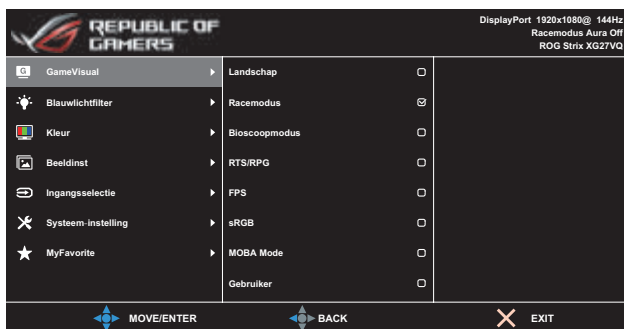 REPUBLIC OF
GAMERS
DisplayPort 1920x1080@ 144Hz
Racemodus Aura Off
ROG Strix XG27VQ
G GameVisual
Blauwlichtfilter
Kleur
Beeldinst
Ingangsselectie
Systeem-instelling
MyFavorite
Landschap
Racemodus
Bioscoopmodus
RTS/RPG
FPS
sRGB
MOBA Mode
Gebruiker
MOVE/ENTER
BACK
EXIT